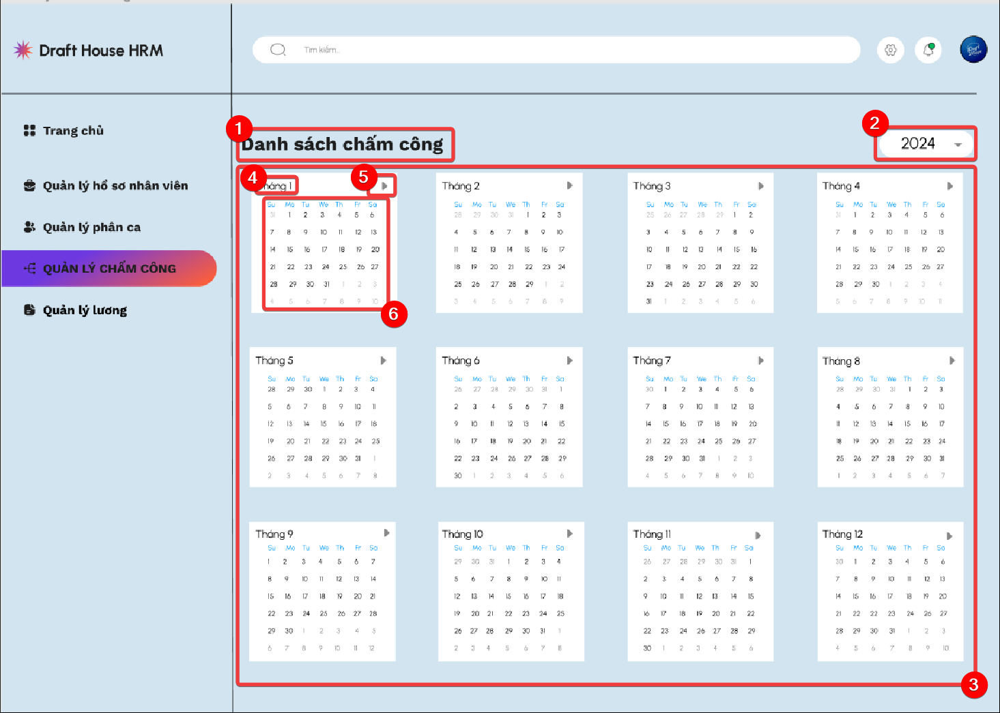 Draft House HRM
Tìm kiếm..
Trang chủ
Quản lý hồ sơ nhân viên
Quản lý phân ca
QUẢN LÝ CHẤM CÔNG
Quản lý lương
1
Danh sách chấm công
2
2024
4
háng 1
5
Su Mo Tu We Th Fr Sa
31 1 2 3 4 5 6
7 8 9 10 11 12 13
14 15 16 17 18 19 20
21 22 23 24 25 26 27
28 29 30 31 1 2 3
4 5 6 7 8 9 10
6
Tháng 2
Su Mo Tu We Th Fr Sa
28 29 30 31 1 2 3
4 5 6 7 8 9 10
11 12 13 14 15 16 17
18 19 20 21 22 23 24
25 26 27 28 29 1 2
3 4 5 6 7 8 9
Tháng 3
Su Mo Tu We Th Fr Sa
25 26 27 28 29 1 2
3 4 5 6 7 8 9
10 11 12 13 14 15 16
17 18 19 20 21 22 22
23 24 26 27 28 29 30
31 1 2 3 4 5 6
Tháng 4
Su Mo Tu We Th Fr Sa
31 1 2 3 4 5 6
7 8 9 10 11 12 13
14 15 16 17 18 19 20
21 22 23 24 25 26 27
28 29 30 1 2 3 4
5 6 7 8 9 10 11
Tháng 5
Su Mo Tu We Th Fr Sa
28 29 30 1 2 3 4
5 6 7 8 9 10 11
12 13 14 15 16 17 18
19 20 21 22 23 24 25
26 27 28 29 30 31 1
2 3 4 5 6 7 8
Tháng 6
Su Mo Tu We Th Fr Sa
26 27 28 29 30 31 1
2 3 4 5 6 7 8
9 10 11 12 13 14 15
16 17 18 19 20 21 22
22 23 24 26 27 28 29
30 1 2 3 4 5 6
Tháng 7
Su Mo Tu We Th Fr Sa
30 1 2 3 4 5 6
7 8 9 10 11 12 13
14 15 16 17 18 19 20
21 22 23 24 25 26 27
28 29 30 31 1 2 3
4 5 6 7 8 9 10
Tháng 8
Su Mo Tu We Th Fr Sa
28 29 30 31 1 2 3
4 5 6 7 8 9 10
11 12 13 14 15 16 17
18 19 20 21 22 23 24
25 26 27 28 29 30 31
1 2 3 4 5 6 7
Tháng 9
Su Mo Tu We Th Fr Sa
1 2 3 4 5 6 7
8 9 10 11 12 13 14
15 16 17 18 19 20 21
22 23 24 25 26 27 28
29 30 1 2 3 4 5
6 7 8 9 10 11 12
Tháng 10
Su Mo Tu We Th Fr Sa
29 30 31 1 2 3 4
5 6 7 8 9 10 11
12 13 14 15 16 17 18
19 20 21 22 23 24 25
26 27 28 29 30 31 1
2 3 4 5 6 7 8
Tháng 11
Su Mo Tu We Th Fr Sa
26 27 28 29 30 31 1
2 3 4 5 6 7 8
9 10 11 12 13 14 15
16 17 18 19 20 21 22
22 23 24 26 27 28 29
30 1 2 3 4 5 6
Tháng 12
Su Mo Tu We Th Fr Sa
30 1 2 3 4 5 6
7 8 9 10 11 12 13
14 15 16 17 18 19 20
21 22 22 23 24 26 27
28 29 30 31 1 2 3
4 5 6 7 8 9 10
3